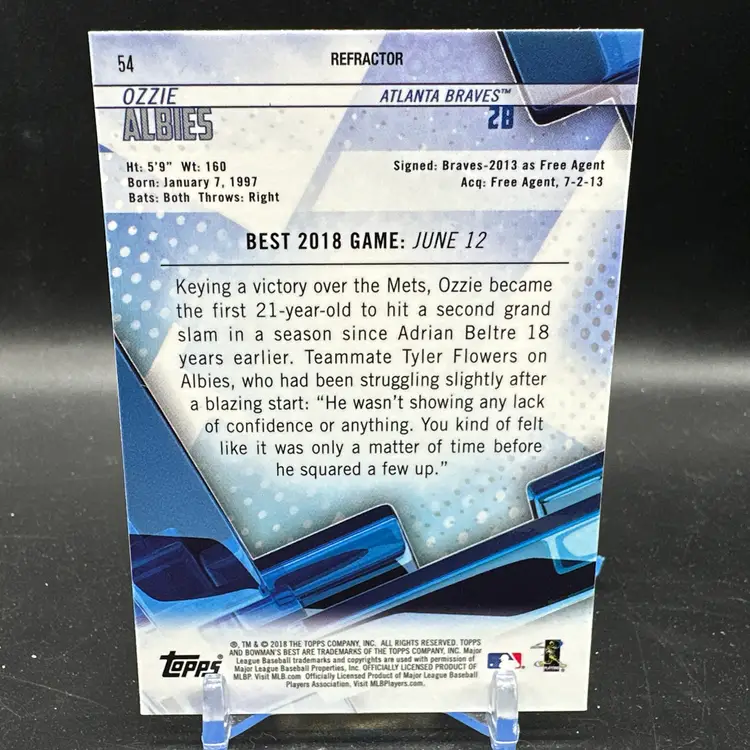 54
REFRACTOR
OZZIE
ALBIES
ATLANTA BRAVES™
2B
Ht: 5'9" Wt: 160
Born: January 7, 1997
Bats: Both Throws: Right
Signed: Braves-2013 as Free Agent
Acq: Free Agent, 7-2-13
BEST 2018 GAME: JUNE 12
Keying a victory over the Mets, Ozzie became
the first 21-year-old to hit a second grand
slam in a season since Adrian Beltre 18
years earlier. Teammate Tyler Flowers on
Albies, who had been struggling slightly after
a blazing start: “He wasn’t showing any lack
of confidence or anything. You kind of felt
like it was only a matter of time before
he squared a few up.”
Topps®
®, TM & © 2018 THE TOPPS COMPANY, INC. ALL RIGHTS RESERVED. TOPPS
AND BOWMAN'S BEST ARE TRADEMARKS OF THE TOPPS COMPANY, INC. Major
League Baseball trademarks and copyrights are used with permission of
Major League Baseball Properties, Inc. OFFICIALLY LICENSED PRODUCT OF
MLBP. Visit MLB.com Officially Licensed Product of Major League Baseball
Players Association. Visit MLBPlayers.com.